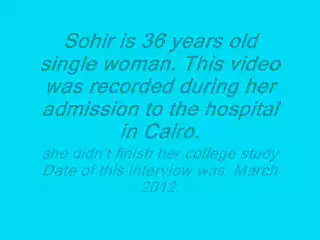 Sohir is 36 years old
single woman. This video
was recorded during her
admission to the hospital
in Cairo.
she didn't finish her college study
Date of this interview was March
2012.